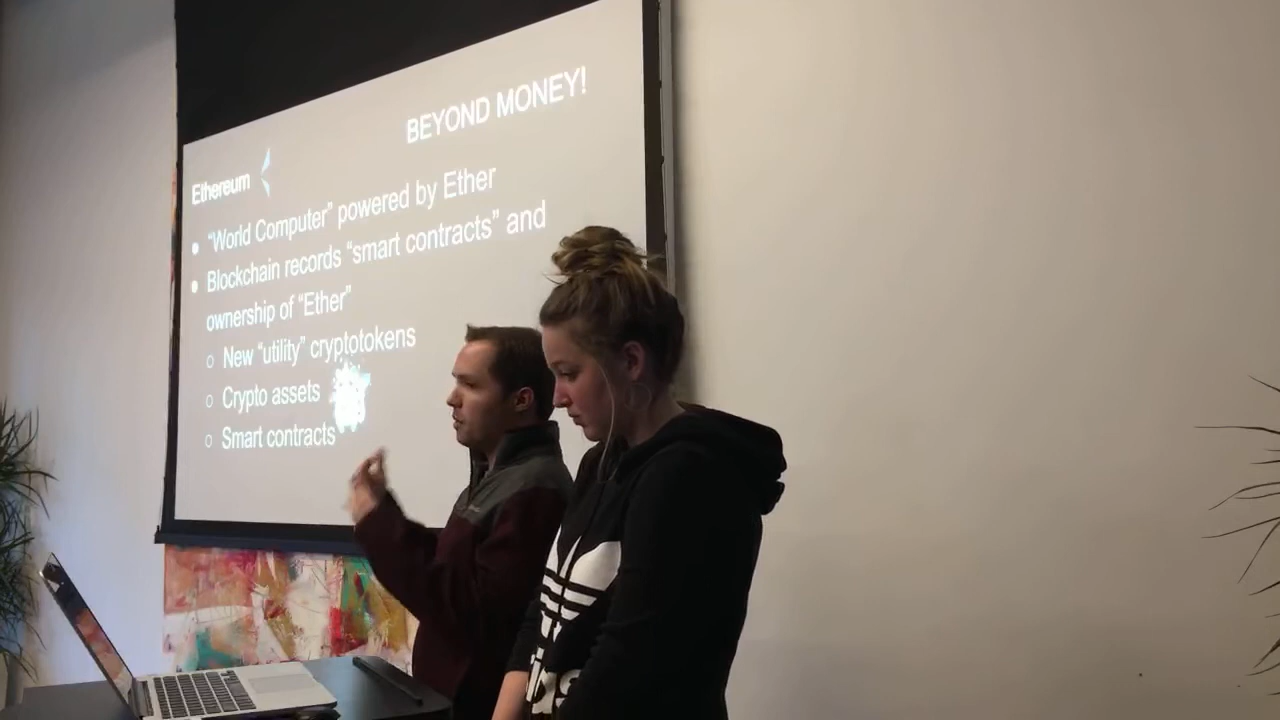 BEYOND MONEY!
Ethereum
• “World Computer” powered by Ether
• Blockchain records “smart contracts” and
ownership of “Ether”
○ New “utility” cryptotokens
○ Crypto assets
○ Smart contracts